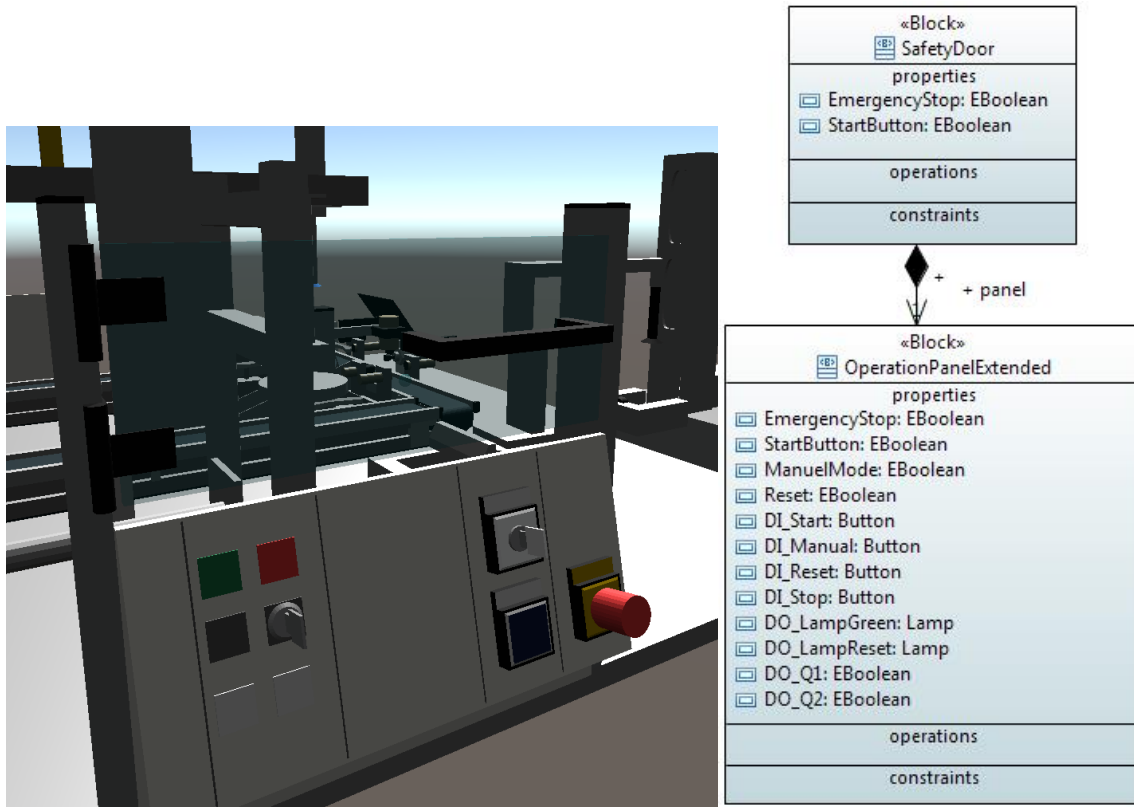 «Block»
SafetyDoor
properties
EmergencyStop: EBoolean
StartButton: EBoolean
operations
constraints
+
+ panel
1
«Block»
OperationPanelExtended
properties
EmergencyStop: EBoolean
StartButton: EBoolean
ManuelMode: EBoolean
Reset: EBoolean
DI_Start: Button
DI_Manual: Button
DI_Reset: Button
DI_Stop: Button
DO_LampGreen: Lamp
DO_LampReset: Lamp
DO_Q1: EBoolean
DO_Q2: EBoolean
operations
constraints